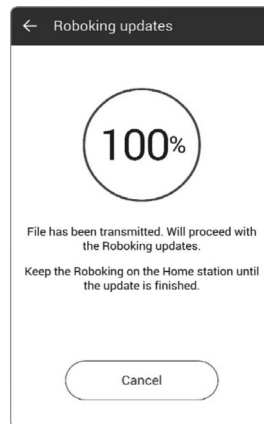 ← Roboking updates
100%
File has been transmitted. Will proceed with
the Roboking updates.
Keep the Roboking on the Home station until
the update is finished.
Cancel